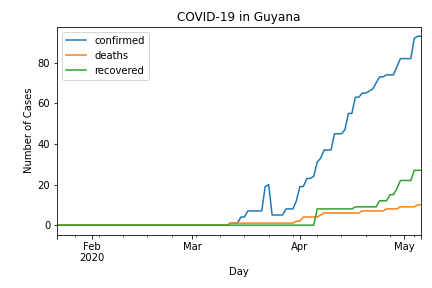 COVID-19 in Guyana
confirmed
deaths
recovered
Number of Cases
80
60
40
20
0
Feb
2020
Mar
Apr
May
Day